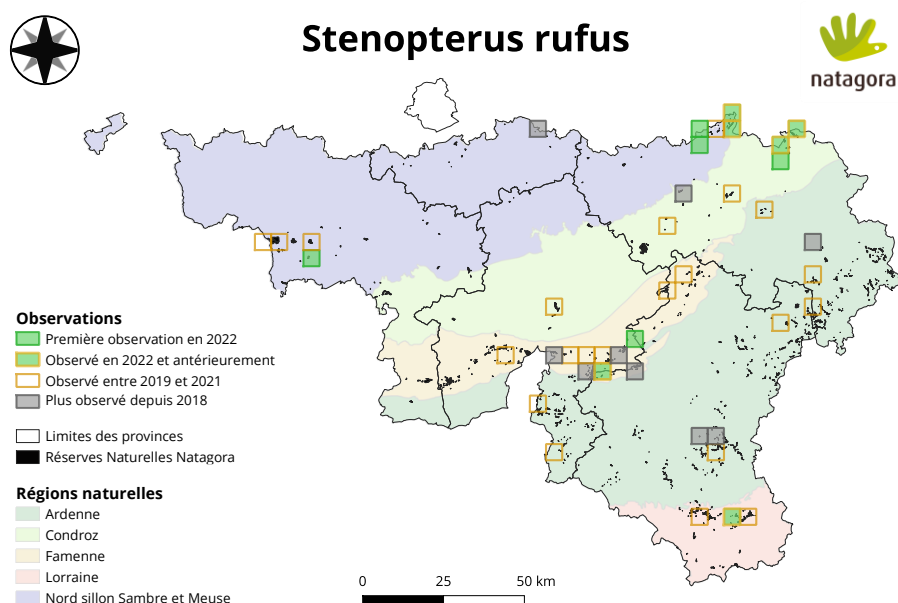 Stenopterus rufus
natagora
Observations
Première observation en 2022
Observé en 2022 et antérieurement
Observé entre 2019 et 2021
Plus observé depuis 2018
Limites des provinces
Réserves Naturelles Natagora
Régions naturelles
Ardenne
Condroz
Famenne
Lorraine
Nord sillon Sambre et Meuse
0 25 50 km